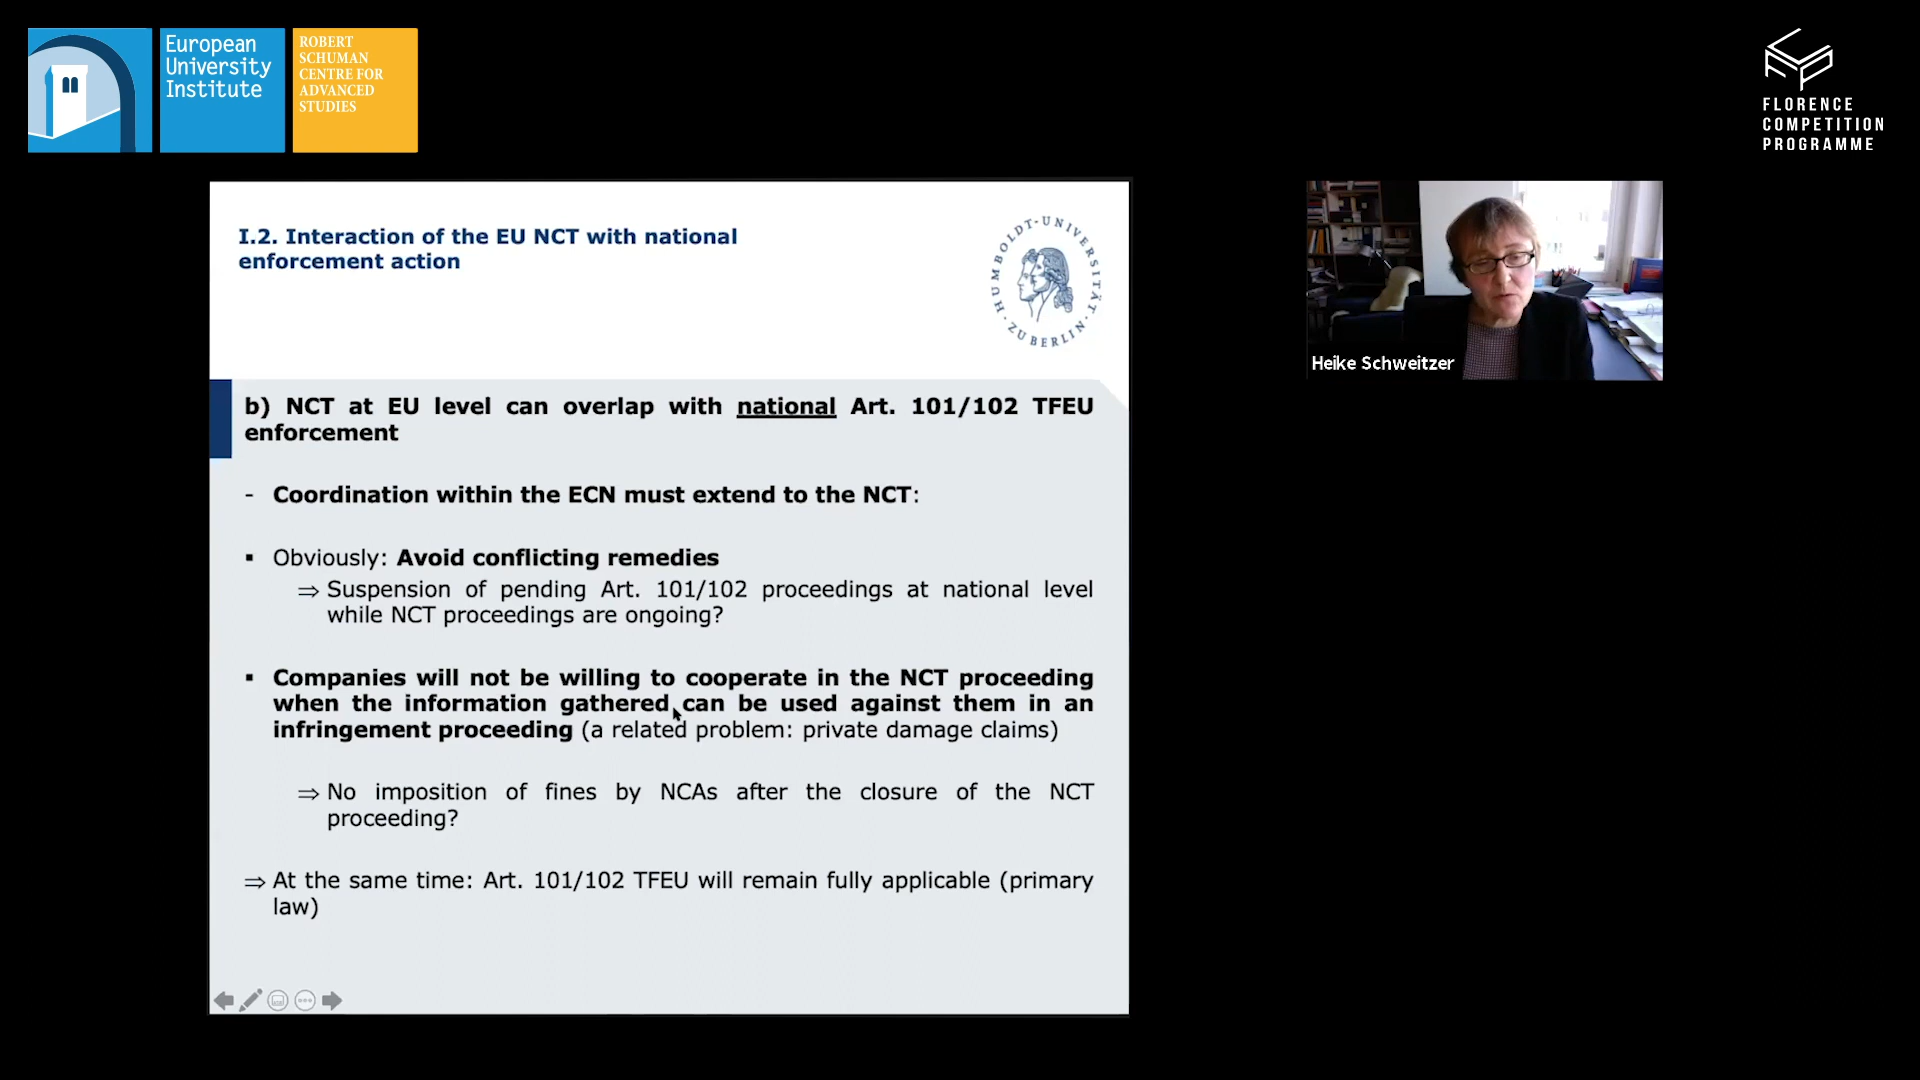 European
University
Institute
ROBERT
SCHUMAN
CENTRE FOR
ADVANCED
STUDIES
FLORENCE
COMPETITION
PROGRAMME
I.2. Interaction of the EU NCT with national
enforcement action
HUMBOLDT-UNIVERSITÄT · ZU BERLIN ·
b) NCT at EU level can overlap with national Art. 101/102 TFEU
enforcement
- Coordination within the ECN must extend to the NCT:
▪ Obviously: Avoid conflicting remedies
⇒ Suspension of pending Art. 101/102 proceedings at national level
while NCT proceedings are ongoing?
▪ Companies will not be willing to cooperate in the NCT proceeding
when the information gathered can be used against them in an
infringement proceeding (a related problem: private damage claims)
⇒ No imposition of fines by NCAs after the closure of the NCT
proceeding?
⇒ At the same time: Art. 101/102 TFEU will remain fully applicable (primary
law)
Heike Schweitzer